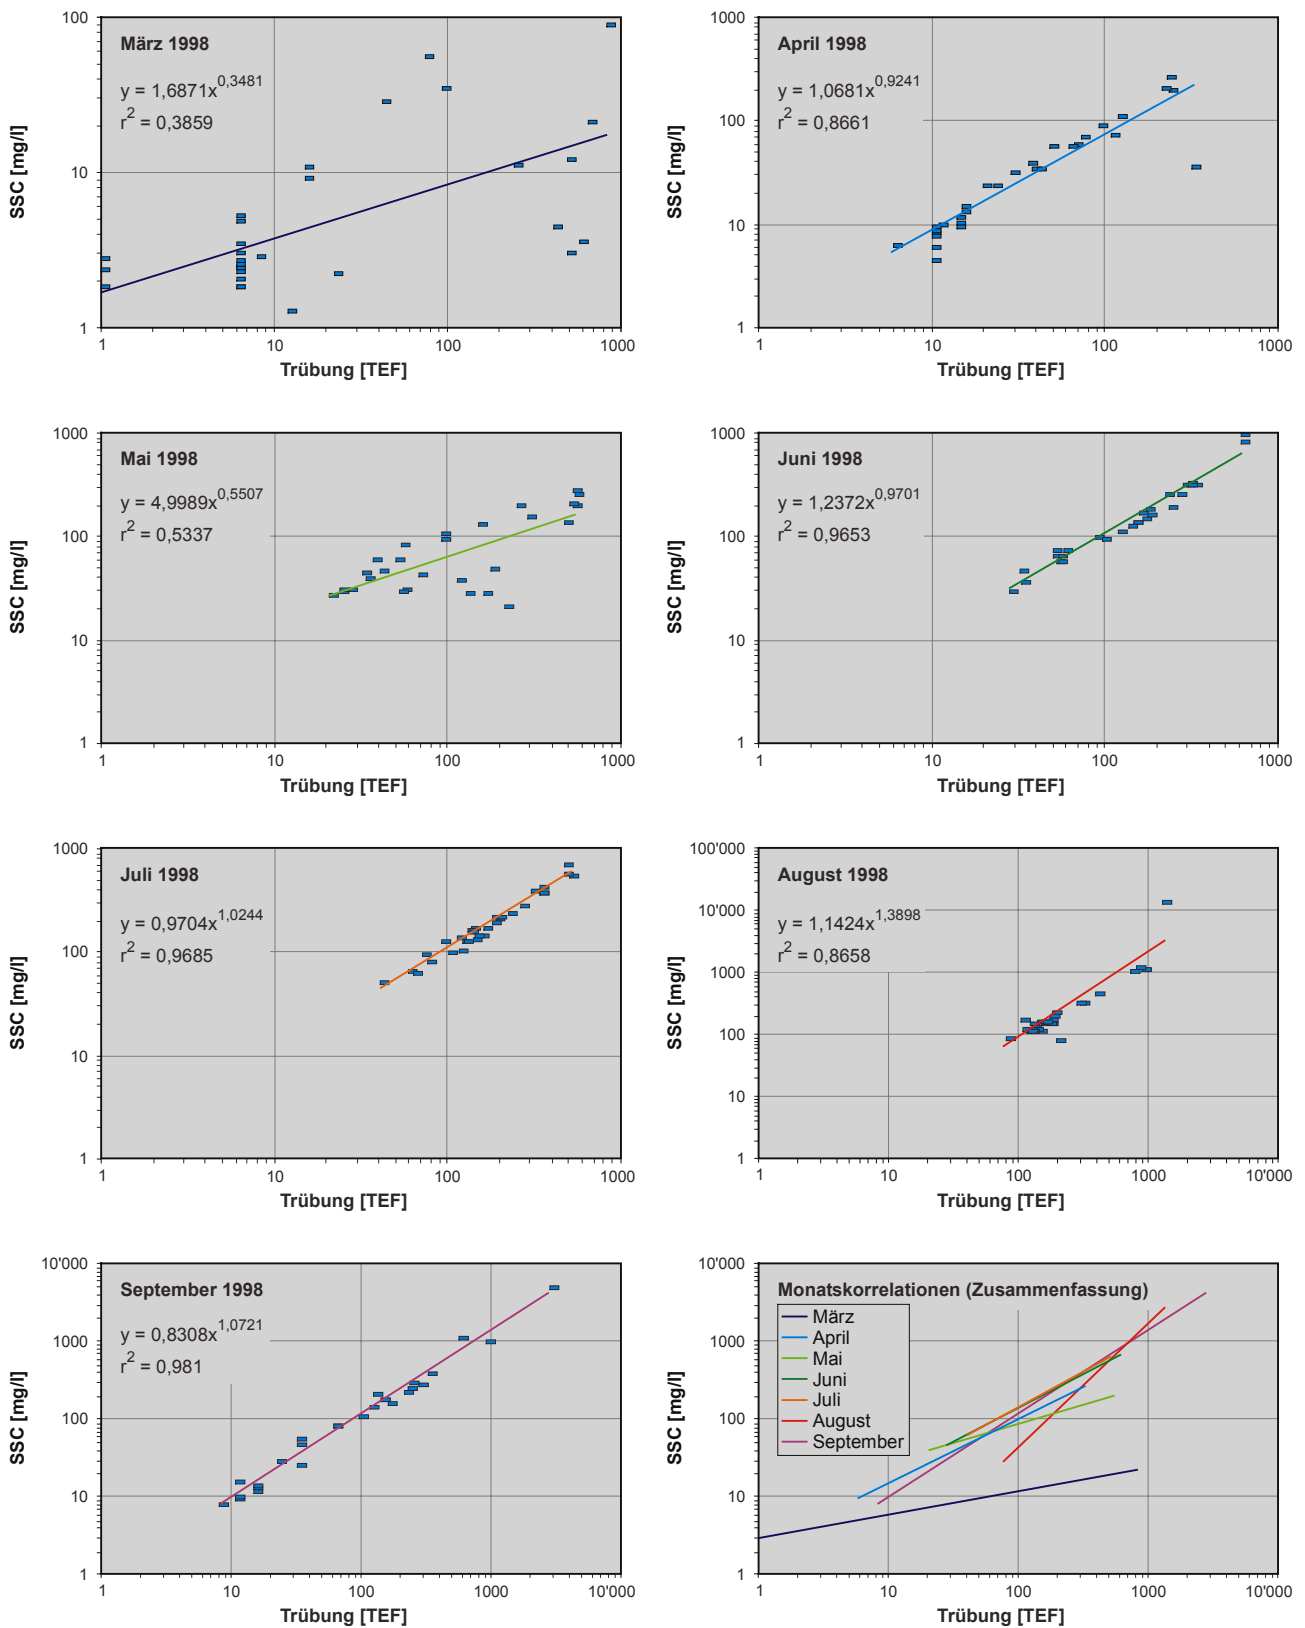 März 1998
y = 1,6871x^0,3481
r² = 0,3859
SSC [mg/l]
100
10
1
1 10 100 1000
Trübung [TEF]
April 1998
y = 1,0681x^0,9241
r² = 0,8661
SSC [mg/l]
1000
100
10
1
1 10 100 1000
Trübung [TEF]
Mai 1998
y = 4,9989x^0,5507
r² = 0,5337
SSC [mg/l]
1000
100
10
1
1 10 100 1000
Trübung [TEF]
Juni 1998
y = 1,2372x^0,9701
r² = 0,9653
SSC [mg/l]
1000
100
10
1
1 10 100 1000
Trübung [TEF]
Juli 1998
y = 0,9704x^1,0244
r² = 0,9685
SSC [mg/l]
1000
100
10
1
1 10 100 1000
Trübung [TEF]
August 1998
y = 1,1424x^1,3898
r² = 0,8658
SSC [mg/l]
100'000
10'000
1000
100
10
1
1 10 100 1000 10'000
Trübung [TEF]
September 1998
y = 0,8308x^1,0721
r² = 0,981
SSC [mg/l]
10'000
1000
100
10
1
1 10 100 1000 10'000
Trübung [TEF]
Monatskorrelationen (Zusammenfassung)
März
April
Mai
Juni
Juli
August
September
SSC [mg/l]
10'000
1000
100
10
1
1 10 100 1000 10'000
Trübung [TEF]